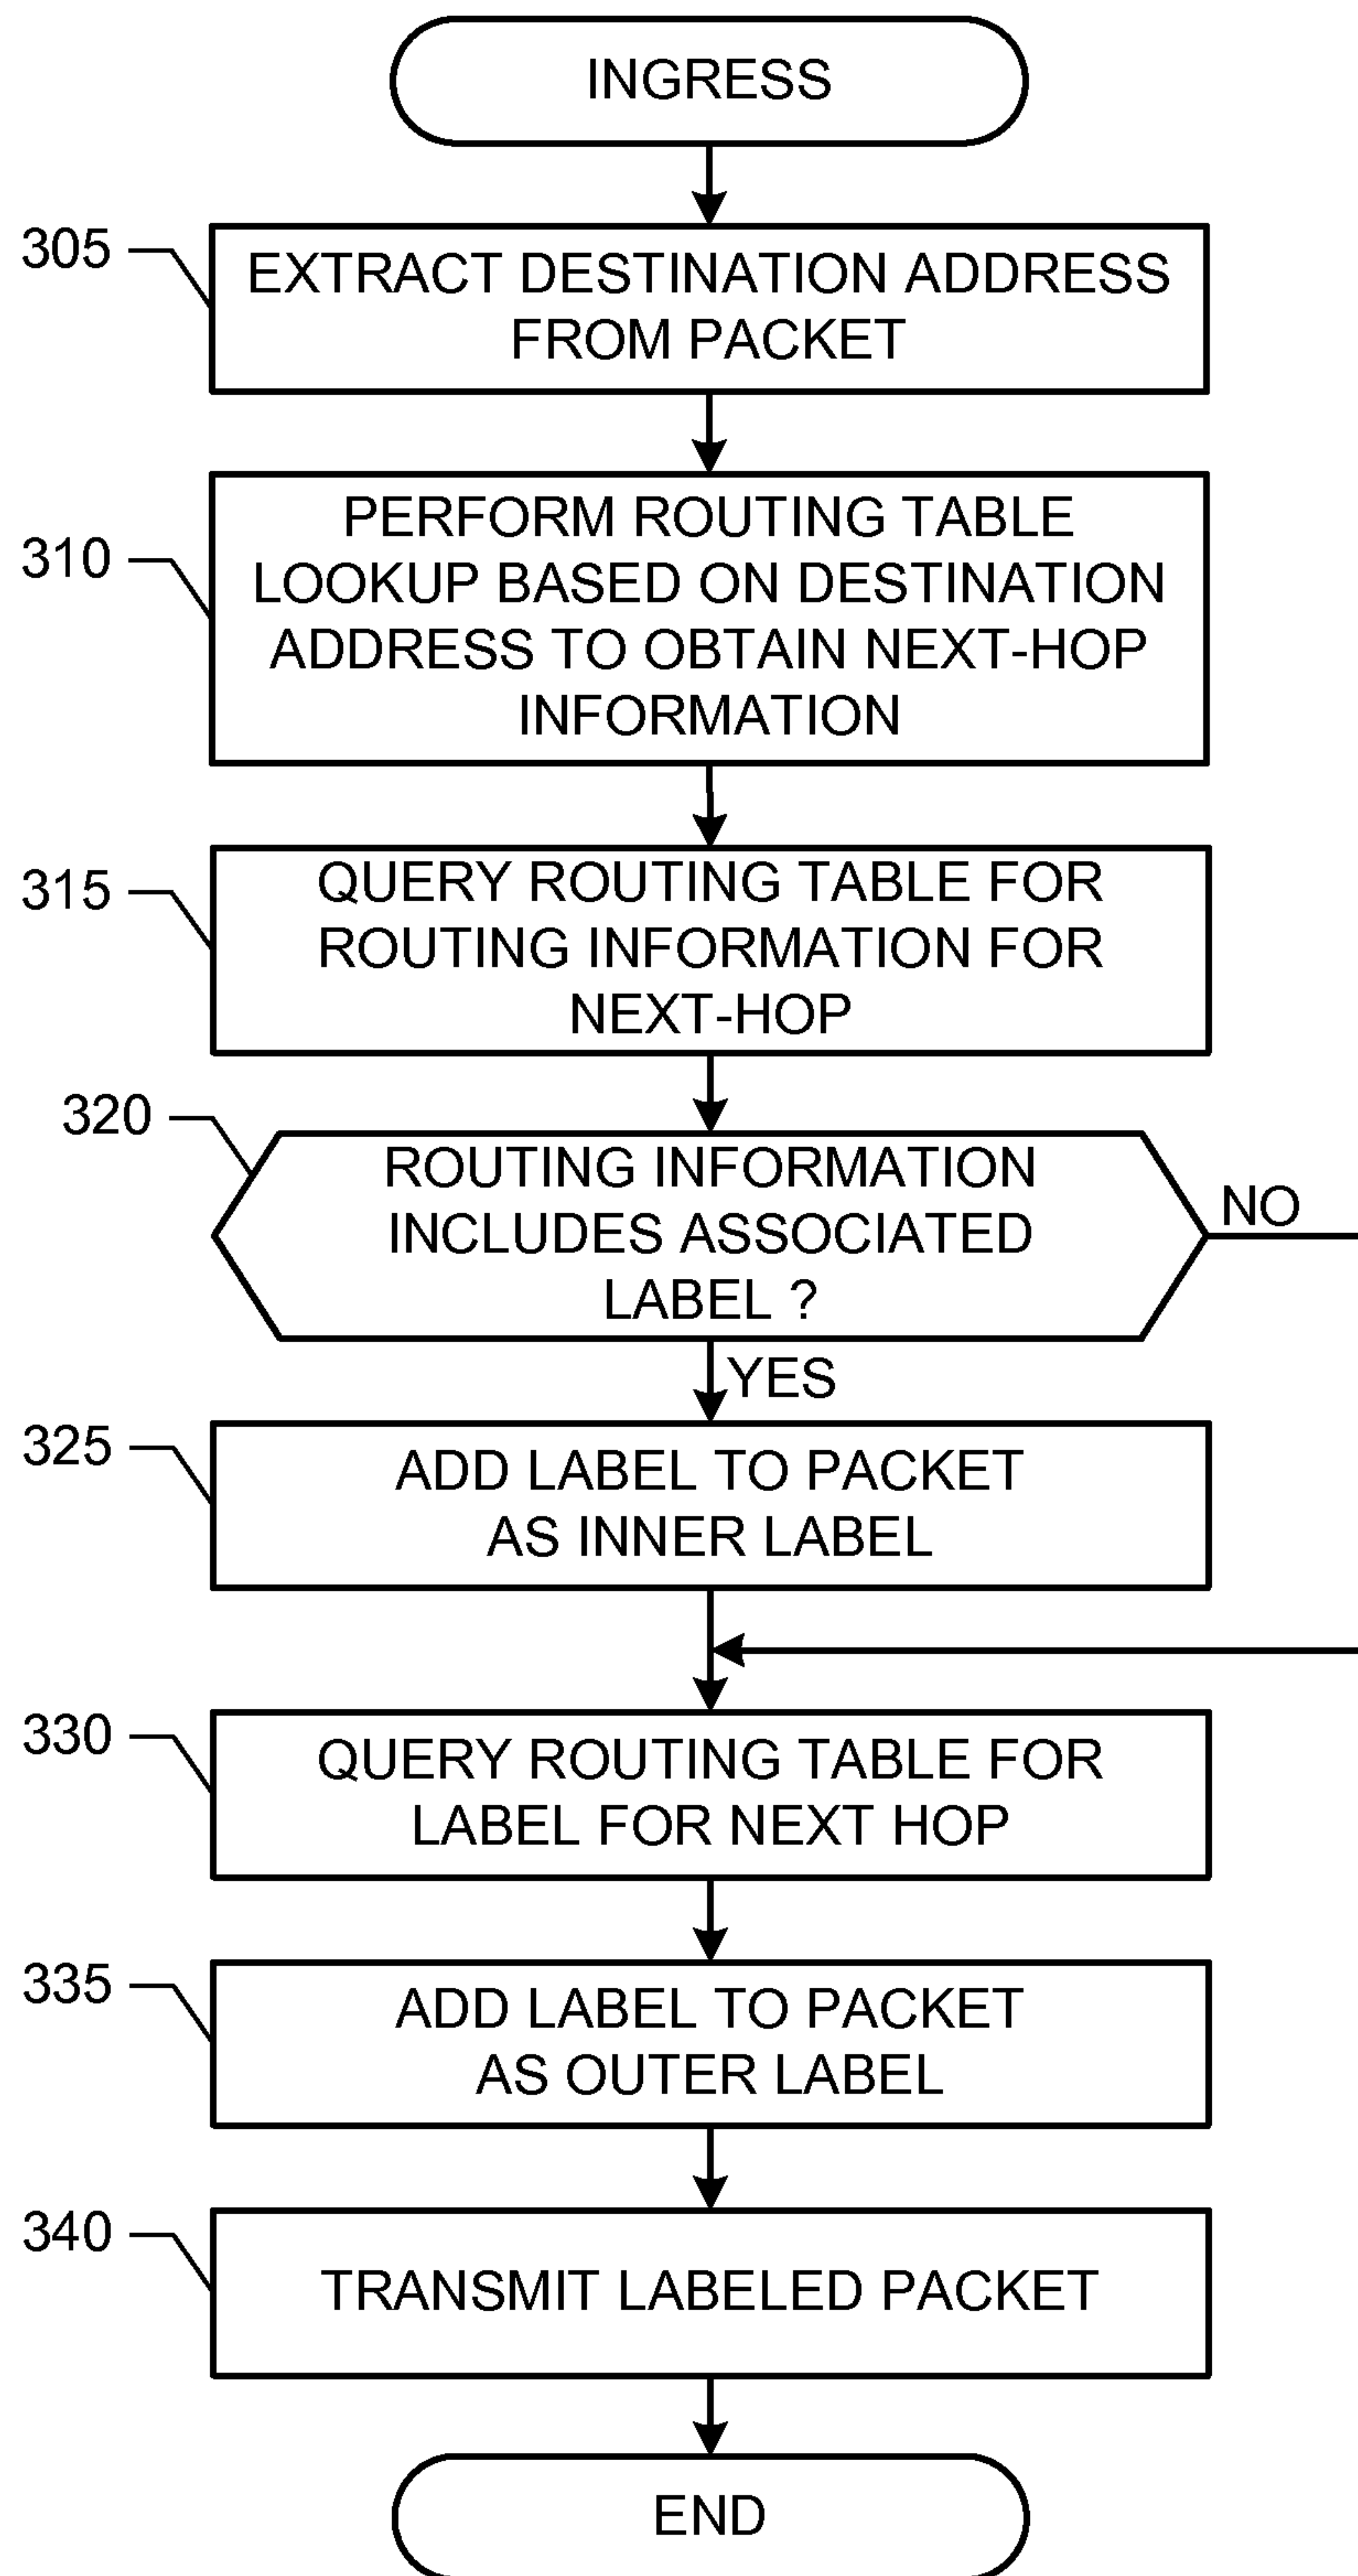 INGRESS
305
EXTRACT DESTINATION ADDRESS
FROM PACKET
310
PERFORM ROUTING TABLE
LOOKUP BASED ON DESTINATION
ADDRESS TO OBTAIN NEXT-HOP
INFORMATION
315
QUERY ROUTING TABLE FOR
ROUTING INFORMATION FOR
NEXT-HOP
320
ROUTING INFORMATION
INCLUDES ASSOCIATED
LABEL ?
NO
YES
325
ADD LABEL TO PACKET
AS INNER LABEL
330
QUERY ROUTING TABLE FOR
LABEL FOR NEXT HOP
335
ADD LABEL TO PACKET
AS OUTER LABEL
340
TRANSMIT LABELED PACKET
END